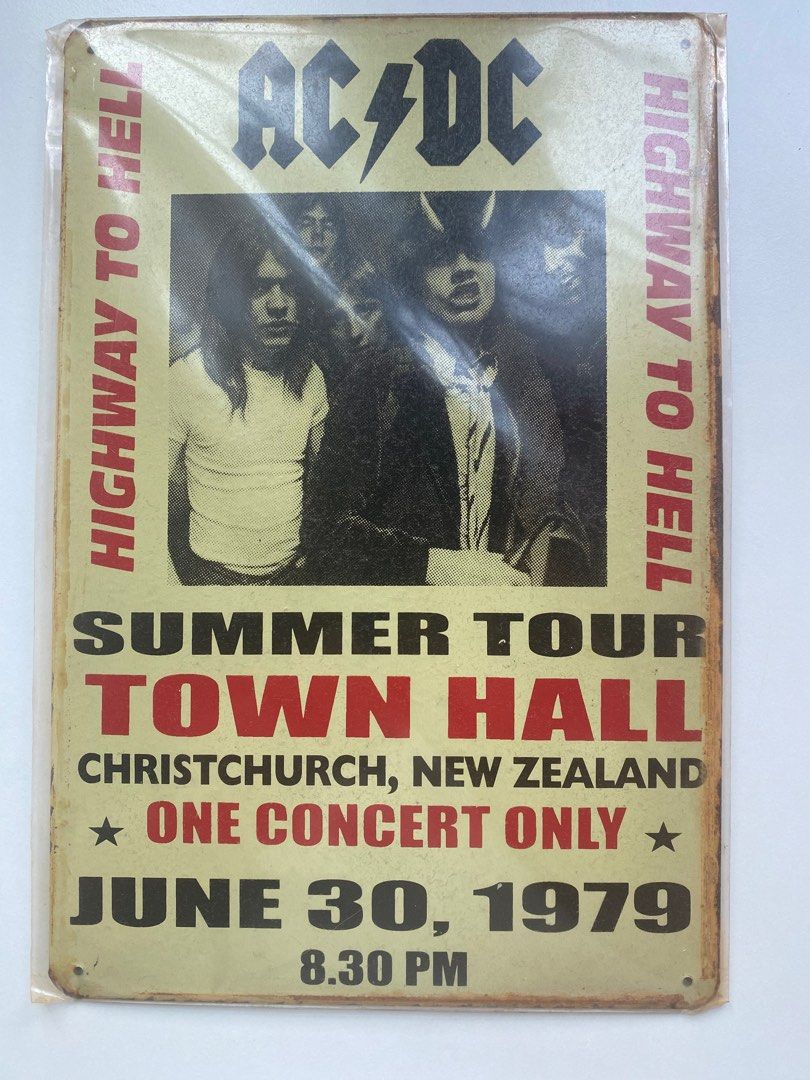 AC⚡DC
HIGHWAY TO HELL
HIGHWAY TO HELL
SUMMER TOUR
TOWN HALL
CHRISTCHURCH, NEW ZEALAND
★ ONE CONCERT ONLY ★
JUNE 30, 1979
8.30 PM